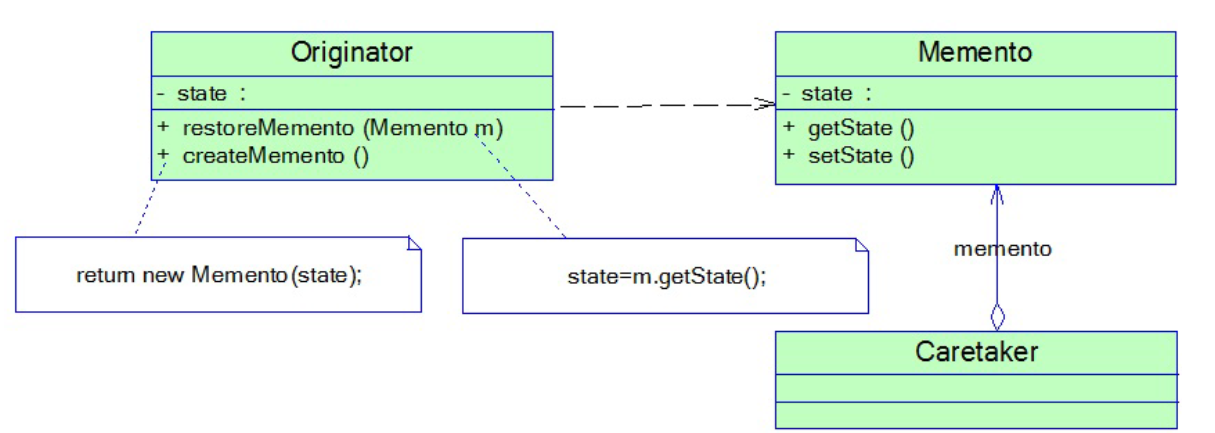 Originator
- state :
+ restoreMemento (Memento m)
+ createMemento ()
Memento
- state :
+ getState ()
+ setState ()
return new Memento(state);
state=m.getState();
memento
Caretaker